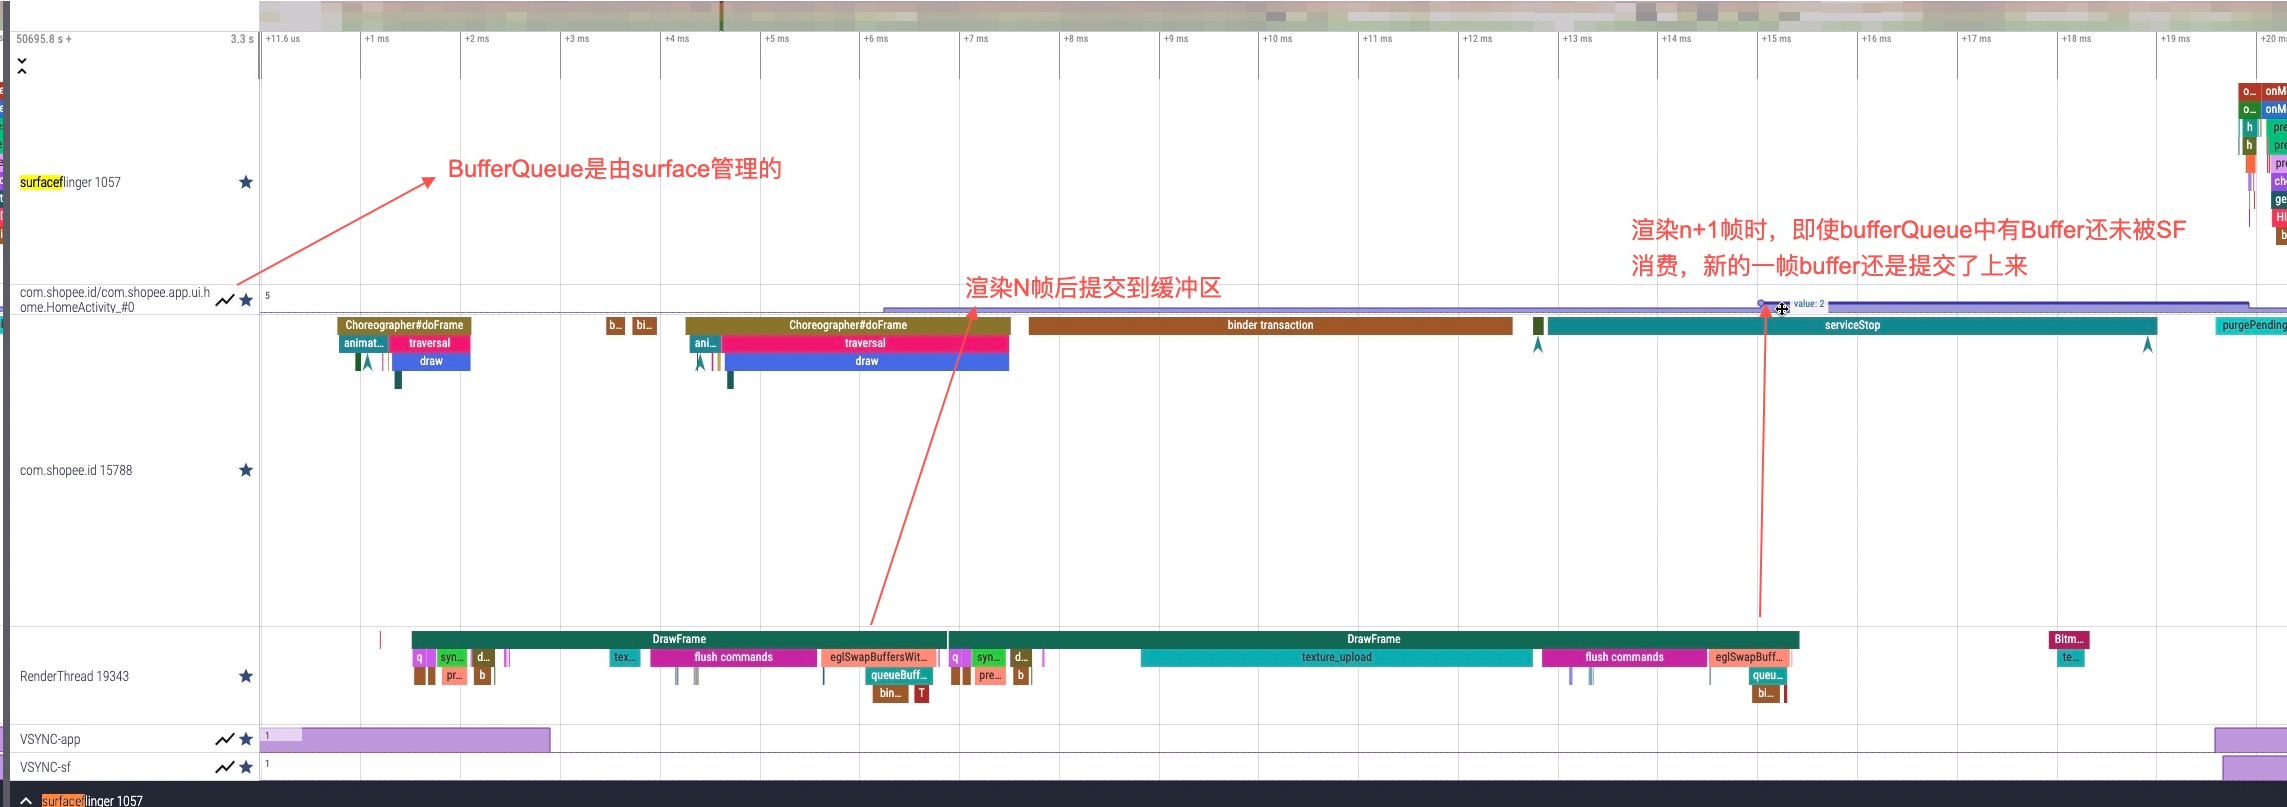 50695.8 s +
3.3 s
+11.6 us
+1 ms
+2 ms
+3 ms
+4 ms
+5 ms
+6 ms
+7 ms
+8 ms
+9 ms
+10 ms
+11 ms
+12 ms
+13 ms
+14 ms
+15 ms
+16 ms
+17 ms
+18 ms
+19 ms
+20 ms
o... onM
o... onM
h pre
h pre
pre
ch
ge
HI
b
surfaceflinger 1057
BufferQueue是由surface管理的
渲染n+1帧时，即使bufferQueue中有Buffer还未被SF
消费，新的一帧buffer还是提交了上来
渲染N帧后提交到缓冲区
com.shopee.id/com.shopee.app.ui.h
ome.HomeActivity_#0
5
value: 2
Choreographer#doFrame
b...
bi...
Choreographer#doFrame
binder transaction
serviceStop
purgePending
animat...
traversal
ani...
traversal
draw
draw
com.shopee.id 15788
DrawFrame
DrawFrame
Bitm...
q
syn...
d...
tex...
flush commands
eglSwapBuffersWit...
q
syn...
d...
texture_upload
flush commands
eglSwapBuff...
te...
RenderThread 19343
pr...
b
queueBuff...
pre...
b
queu...
bin...
T
bi...
VSYNC-app
1
VSYNC-sf
1
surfaceflinger 1057